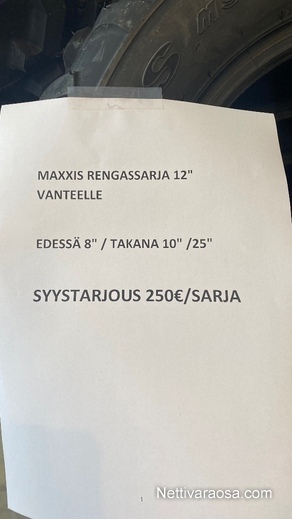 MAXXIS RENGASSARJA 12"
VANTEELLE
EDESSÄ 8" / TAKANA 10" /25"
SYYSTARJOUS 250€/SARJA
1
Nettivaraosa.com